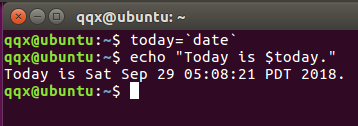 qqx@ubuntu: ~
qqx@ubuntu:~$ today=`date`
qqx@ubuntu:~$ echo "Today is $today."
Today is Sat Sep 29 05:08:21 PDT 2018.
qqx@ubuntu:~$